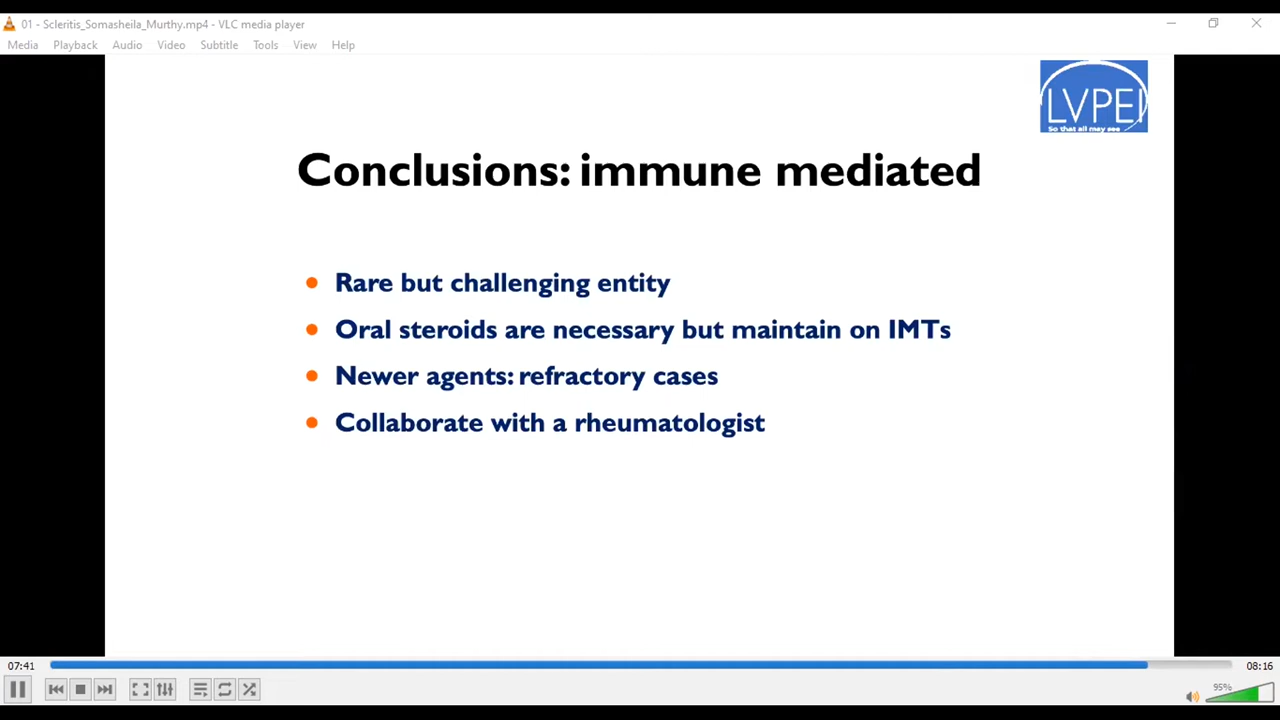 01 - Scleritis_Somasheila_Murthy.mp4 - VLC media player
Media Playback Audio Video Subtitle Tools View Help
LVPEI
So that all may see
Conclusions: immune mediated
Rare but challenging entity
Oral steroids are necessary but maintain on IMTs
Newer agents: refractory cases
Collaborate with a rheumatologist
07:41
08:16
95%